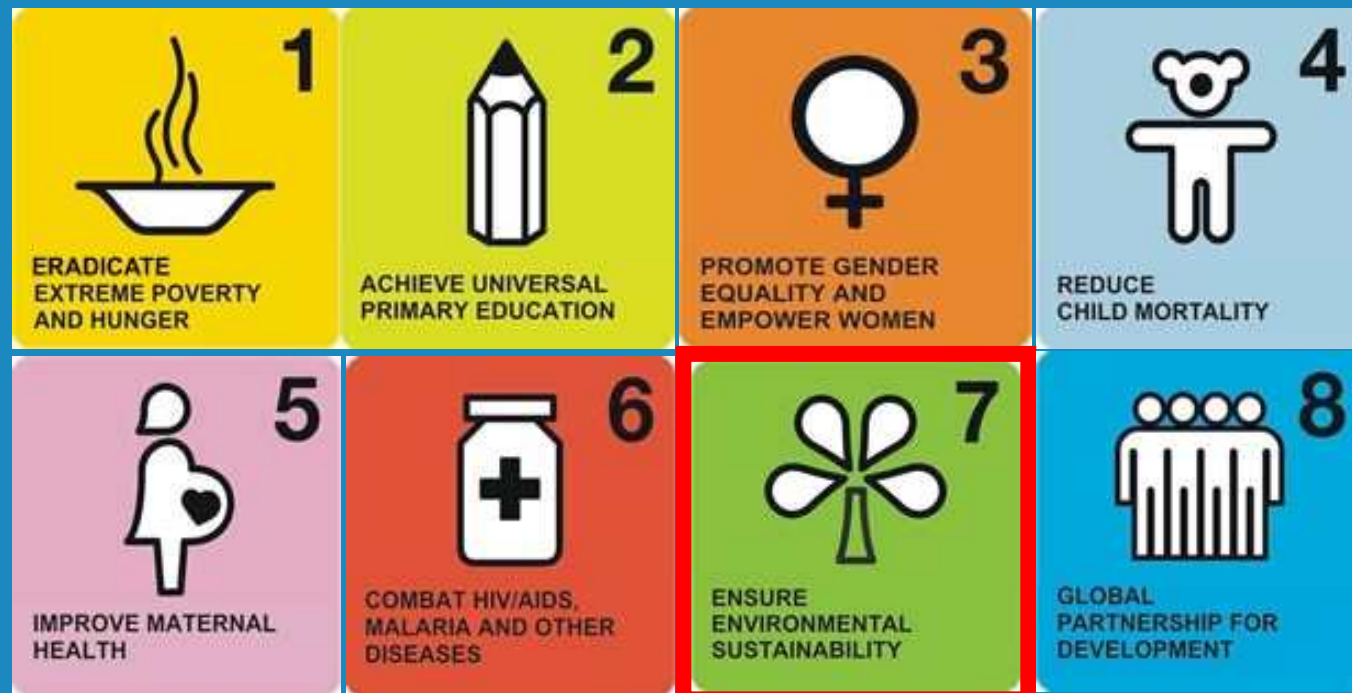 1
ERADICATE
EXTREME POVERTY
AND HUNGER
2
ACHIEVE UNIVERSAL
PRIMARY EDUCATION
3
PROMOTE GENDER
EQUALITY AND
EMPOWER WOMEN
4
REDUCE
CHILD MORTALITY
5
IMPROVE MATERNAL
HEALTH
6
COMBAT HIV/AIDS,
MALARIA AND OTHER
DISEASES
7
ENSURE
ENVIRONMENTAL
SUSTAINABILITY
8
GLOBAL
PARTNERSHIP FOR
DEVELOPMENT